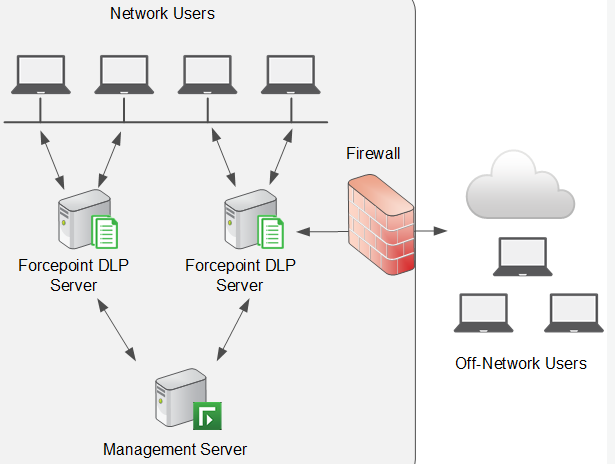 Network Users
Firewall
Forcepoint DLP
Server
Forcepoint DLP
Server
Off-Network Users
Management Server